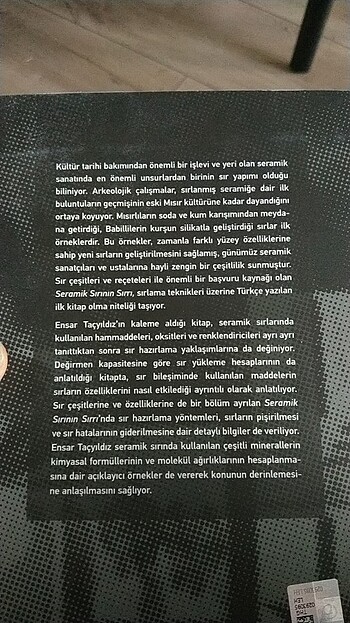 Kültür tarihi bakımından önemli bir işlevi ve yeri olan seramik
sanatında en önemli unsurlardan birinin sır yapımı olduğu
biliniyor. Arkeolojik çalışmalar, sırlanmış seramiğe dair ilk
buluntuların geçmişinin eski Mısır kültürüne kadar dayandığını
ortaya koyuyor. Mısırlıların soda ve kum karışımından meyda-
na getirdiği, Babillilerin kurşun silikatla geliştirdiği sırlar ilk
örneklerdir. Bu örnekler, zamanla farklı yüzey özelliklerine
sahip yeni sırların geliştirilmesini sağlamış, günümüz seramik
sanatçıları ve ustalarına hayli zengin bir çeşitlilik sunmuştur.
Sır çeşitleri ve reçeteleri ile önemli bir başvuru kaynağı olan
Seramik Sırının Sırrı, sırlama teknikleri üzerine Türkçe yazılan
ilk kitap olma niteliği taşıyor.
Ensar Taçyıldız'ın kaleme aldığı kitap, seramik sırlarında
kullanılan hammaddeleri, oksitleri ve renklendiricileri ayrı ayrı
tanıttıktan sonra sır hazırlama yaklaşımlarına da değiniyor.
Değirmen kapasitesine göre sır yükleme hesaplarının da
anlatıldığı kitapta, sır bileşiminde kullanılan maddelerin
sırların özelliklerini nasıl etkilediği ayrıntılı olarak anlatılıyor.
Sır çeşitlerine ve özelliklerine de bir bölüm ayrılan Seramik
Sırının Sırrı'nda sır hazırlama yöntemleri, sırların pişirilmesi
ve sır hatalarının giderilmesine dair detaylı bilgiler de veriliyor.
Ensar Taçyıldız seramik sırında kullanılan çeşitli minerallerin
kimyasal formüllerinin ve molekül ağırlıklarının hesaplanma-
sına dair açıklayıcı örnekler de vererek konunun derinlemesi-
ne anlaşılmasını sağlıyor.